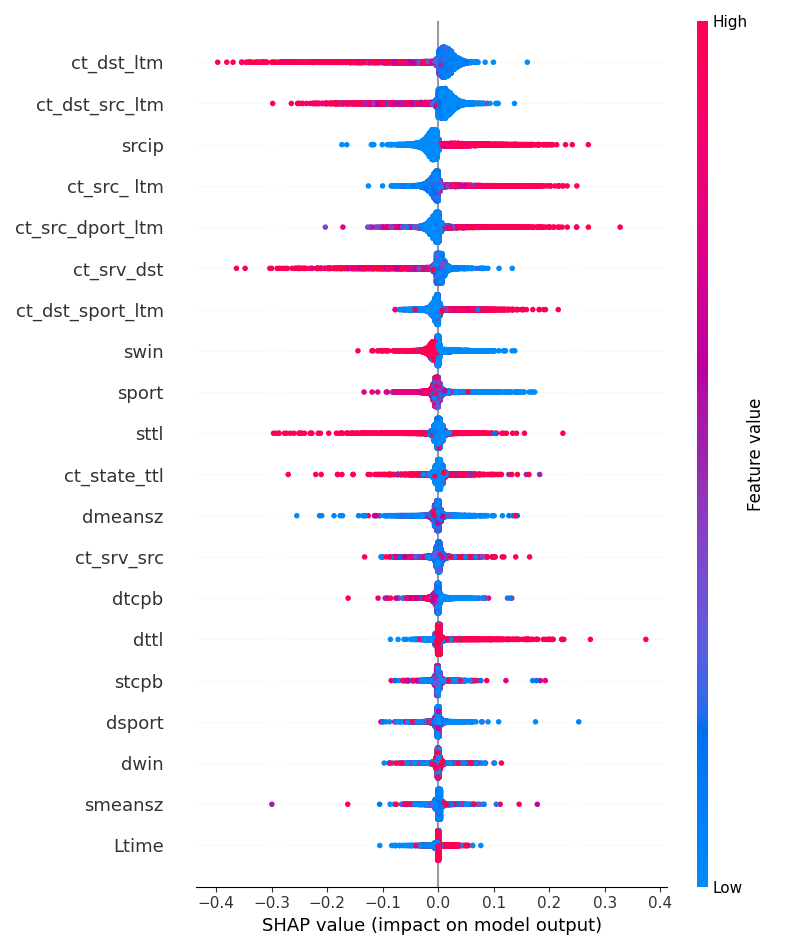 High
ct_dst_ltm
ct_dst_src_ltm
srcip
ct_src_ ltm
ct_src_dport_ltm
ct_srv_dst
ct_dst_sport_ltm
swin
sport
sttl
ct_state_ttl
dmeansz
ct_srv_src
dtcpb
dttl
stcpb
dsport
dwin
smeansz
Ltime
Feature value
Low
−0.4 −0.3 −0.2 −0.1 0.0 0.1 0.2 0.3 0.4
SHAP value (impact on model output)